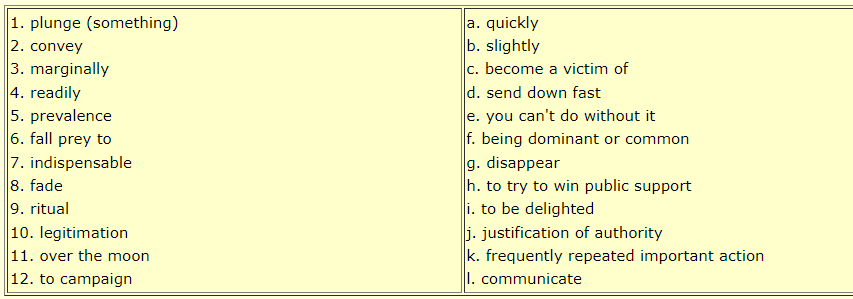 1. plunge (something)
2. convey
3. marginally
4. readily
5. prevalence
6. fall prey to
7. indispensable
8. fade
9. ritual
10. legitimation
11. over the moon
12. to campaign
a. quickly
b. slightly
c. become a victim of
d. send down fast
e. you can't do without it
f. being dominant or common
g. disappear
h. to try to win public support
i. to be delighted
j. justification of authority
k. frequently repeated important action
l. communicate